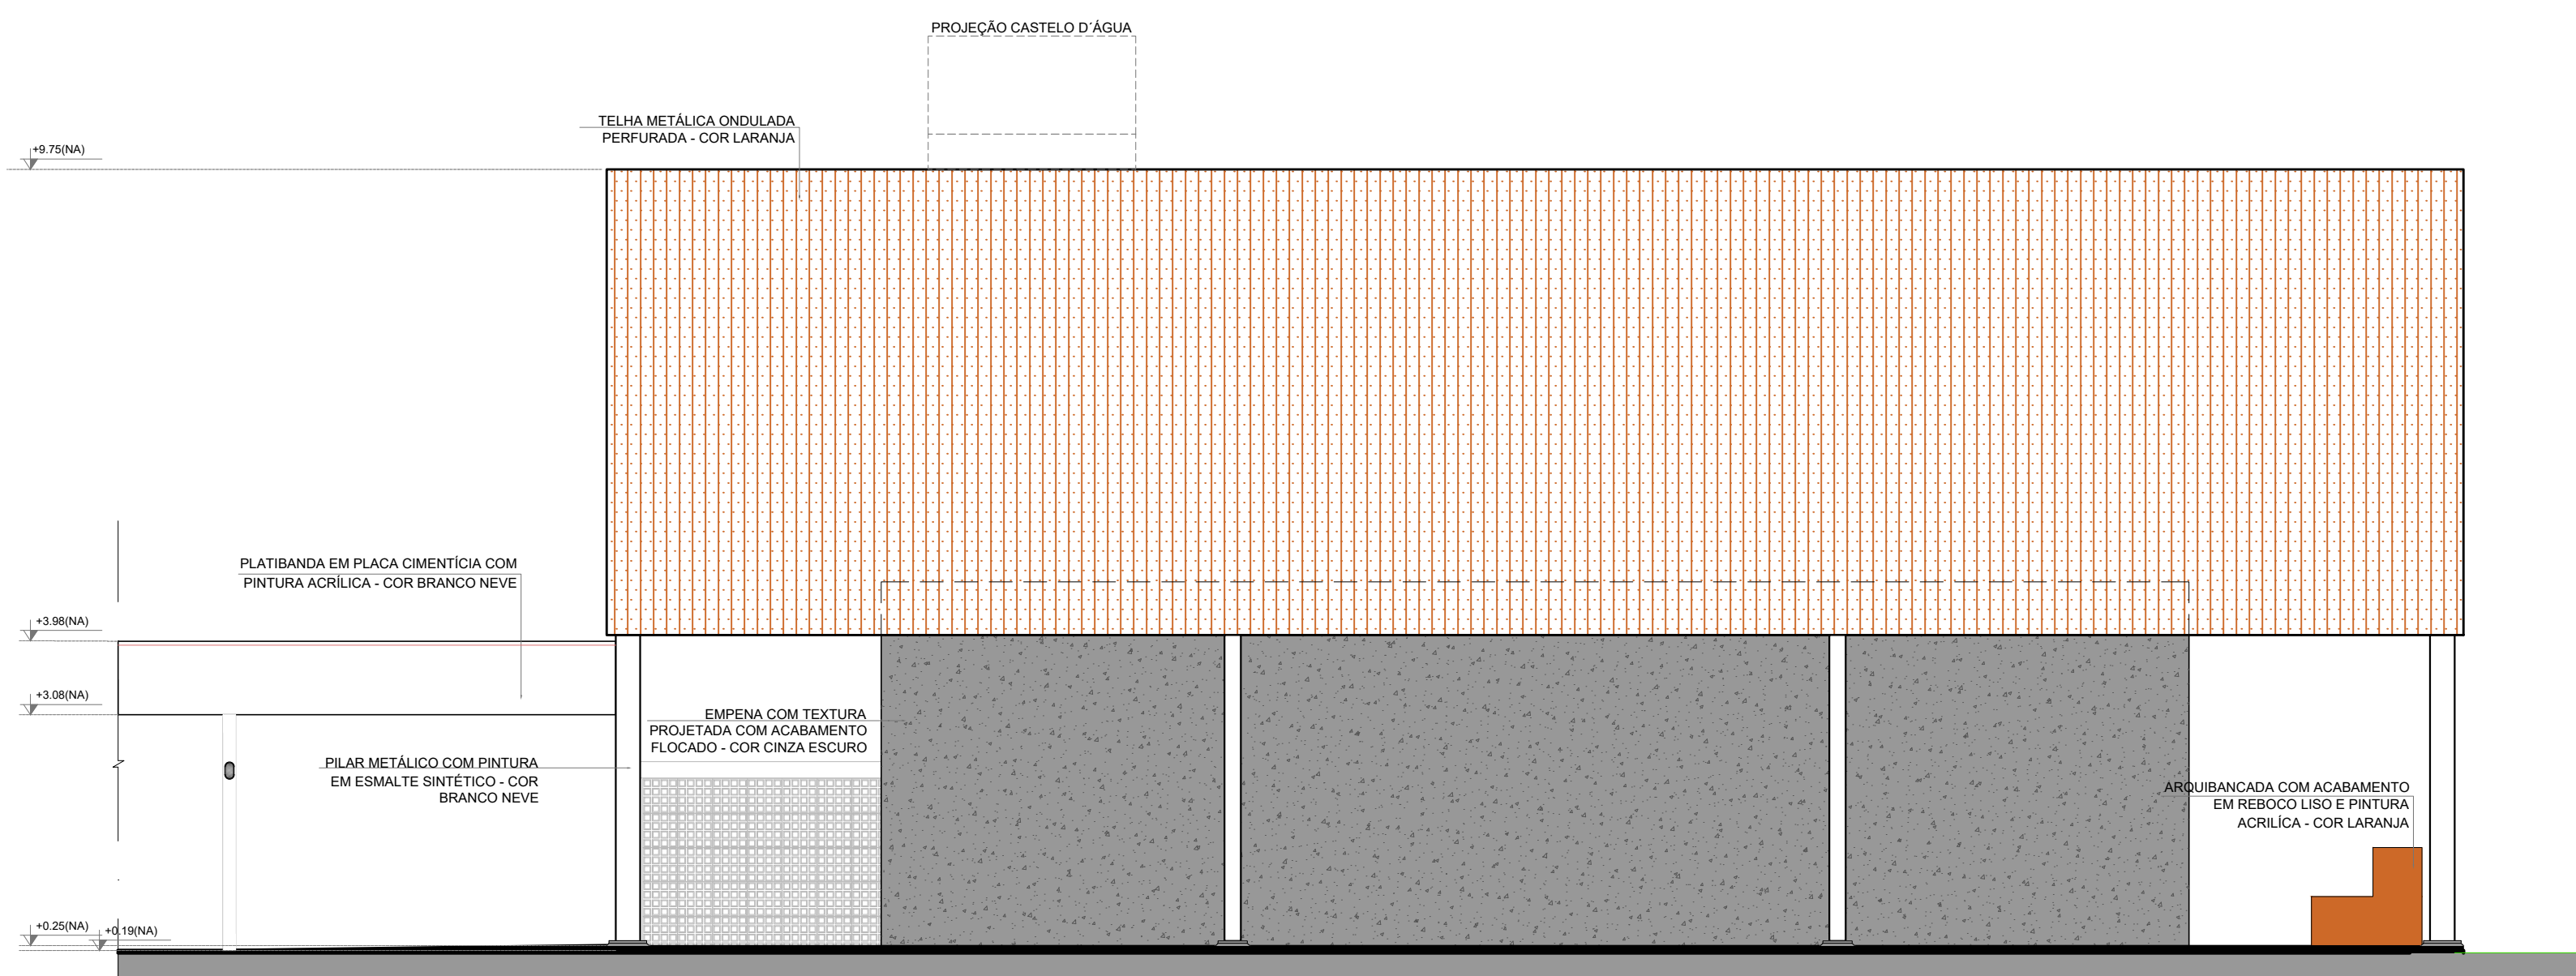 PROJEÇÃO CASTELO D´ÁGUA
TELHA METÁLICA ONDULADA
PERFURADA - COR LARANJA
+9.75(NA)
PLATIBANDA EM PLACA CIMENTÍCIA COM
PINTURA ACRÍLICA - COR BRANCO NEVE
+3.98(NA)
+3.08(NA)
EMPENA COM TEXTURA
PROJETADA COM ACABAMENTO
FLOCADO - COR CINZA ESCURO
PILAR METÁLICO COM PINTURA
EM ESMALTE SINTÉTICO - COR
BRANCO NEVE
ARQUIBANCADA COM ACABAMENTO
EM REBOCO LISO E PINTURA
ACRILÍCA - COR LARANJA
+0.25(NA)
+0.19(NA)